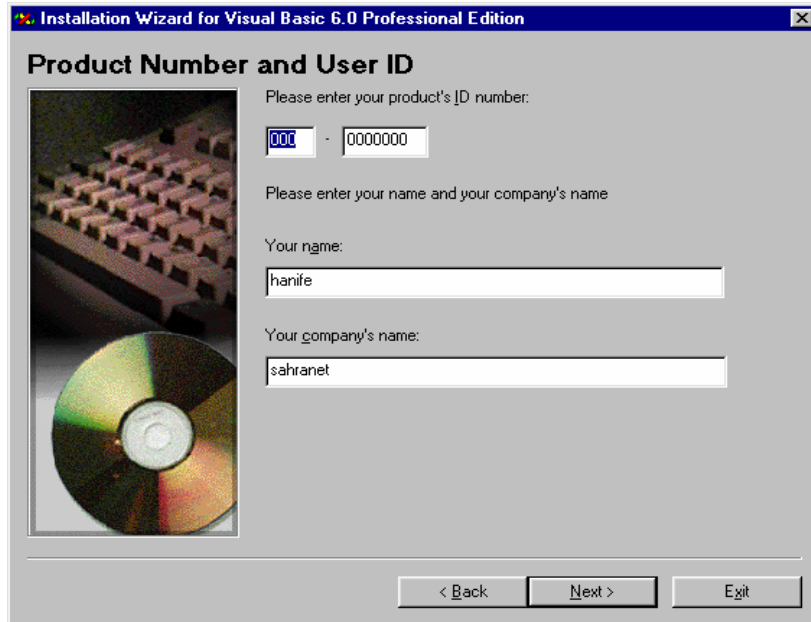 Installation Wizard for Visual Basic 6.0 Professional Edition
Product Number and User ID
Please enter your product's ID number:
000 - 0000000
Please enter your name and your company's name
Your name:
hanife
Your company's name:
sahranet
< Back Next > Exit